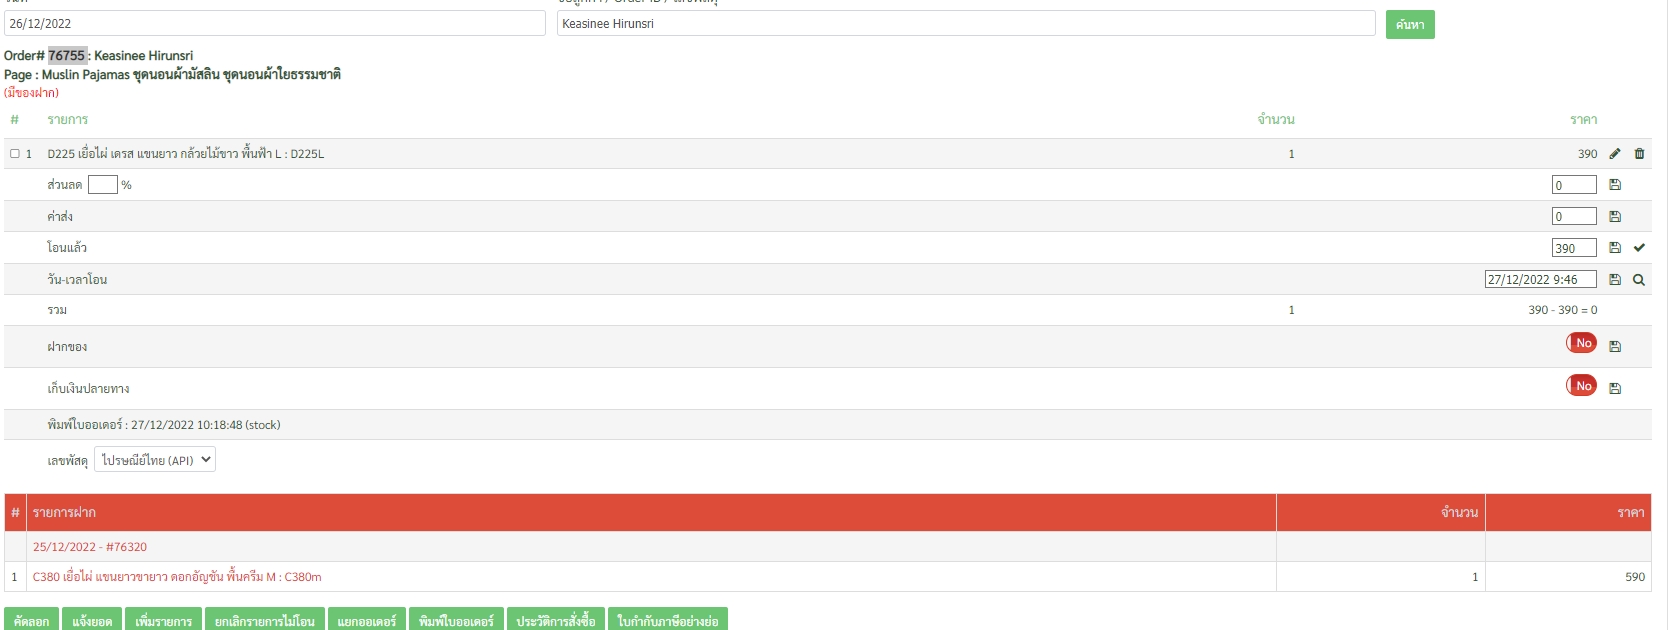 26/12/2022 Keasinee Hirunsri ค้นหา
Order# 76755 : Keasinee Hirunsri
Page : Muslin Pajamas ชุดนอนผ้ามัสลิน ชุดนอนผ้าใยธรรมชาติ
(มีของฝาก)
# รายการ จำนวน ราคา
1 D225 เยื่อไผ่ เดรส แขนยาว กล้วยไม้ขาว พื้นฟ้า L : D225L 1 390
ส่วนลด % 0
ค่าส่ง 0
โอนแล้ว 390
วัน-เวลาโอน 27/12/2022 9:46
รวม 1 390 - 390 = 0
ฝากของ No
เก็บเงินปลายทาง No
พิมพ์ใบออเดอร์ : 27/12/2022 10:18:48 (stock)
เลขพัสดุ ไปรษณีย์ไทย (API)
# รายการฝาก จำนวน ราคา
25/12/2022 - #76320
1 C380 เยื่อไผ่ แขนยาวขายาว ดอกอัญชัน พื้นครีม M : C380m 1 590
คัดลอก แจ้งยอด เพิ่มรายการ ยกเลิกรายการไม่โอน แยกออเดอร์ พิมพ์ใบออเดอร์ ประวัติการสั่งซื้อ ใบกำกับภาษีอย่างย่อ